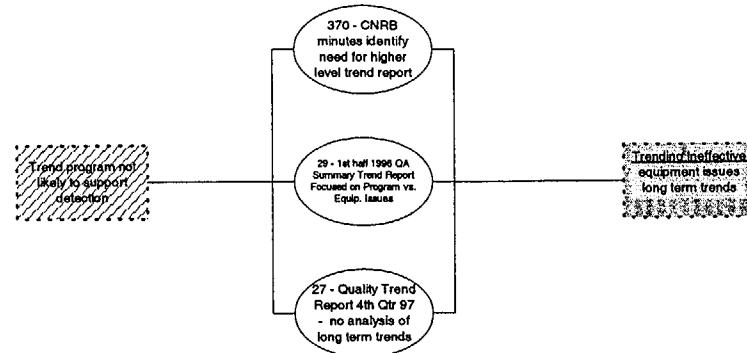 370 - CNRB
minutes identify
need for higher
level trend report
Trend program not
likely to support
detection
29 - 1st half 1996 QA
Summary Trend Report
Focused on Program vs.
Equip. Issues
Trending Ineffective
equipment issues
long term trends
27 - Quality Trend
Report 4th Qtr 97
- no analysis of
long term trends